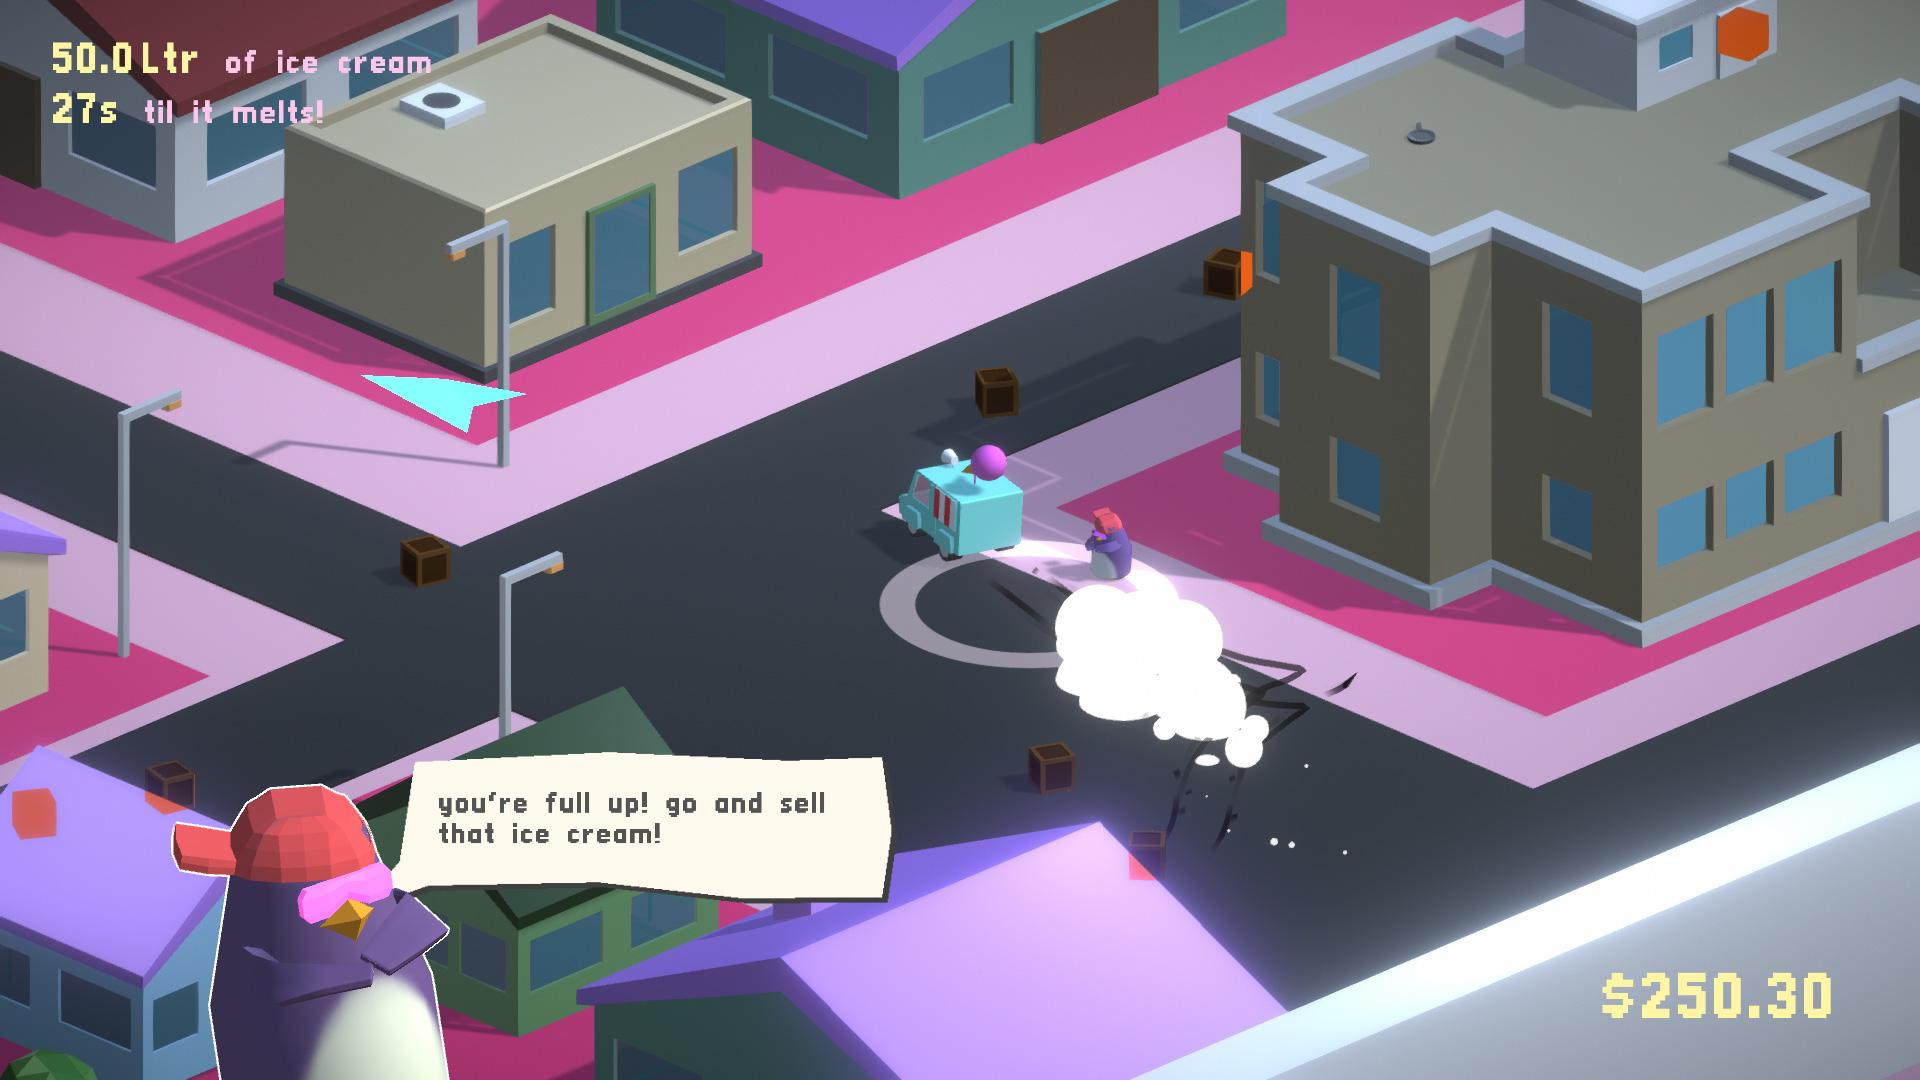 50.0Ltr of ice cream
27s til it melts!
you're full up! go and sell
that ice cream!
$250.30